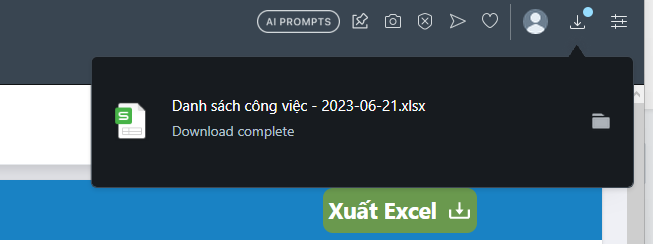 AI PROMPTS
Danh sách công việc - 2023-06-21.xlsx
Download complete
Xuất Excel